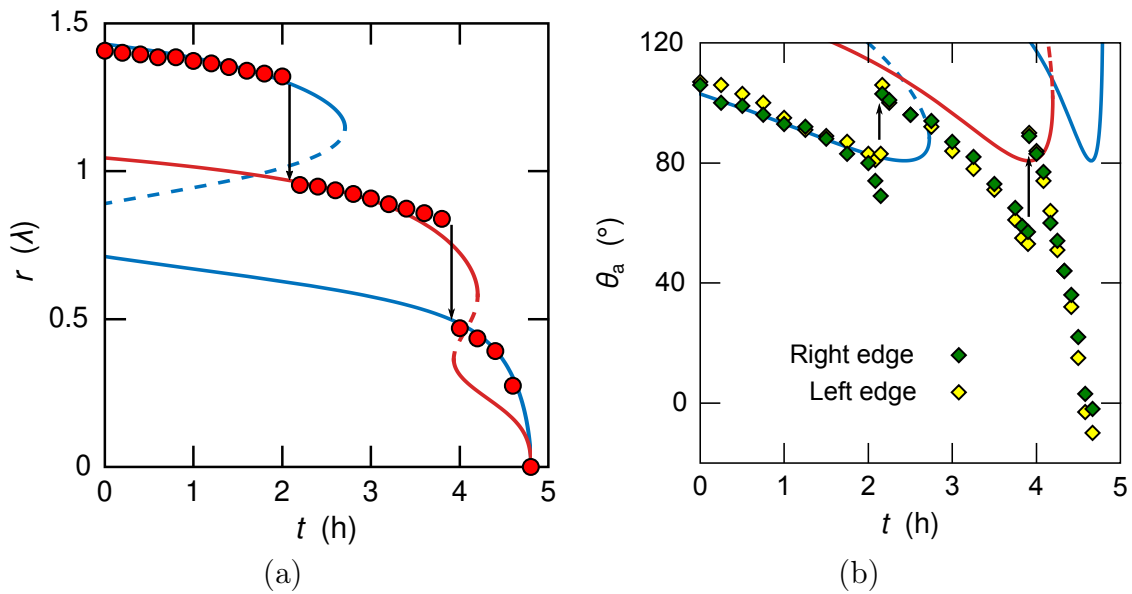 1.5
1
0.5
0
r (λ)
0 1 2 3 4 5
t (h)
(a)
120
80
40
0
θa (°)
Right edge
Left edge
0 1 2 3 4 5
t (h)
(b)